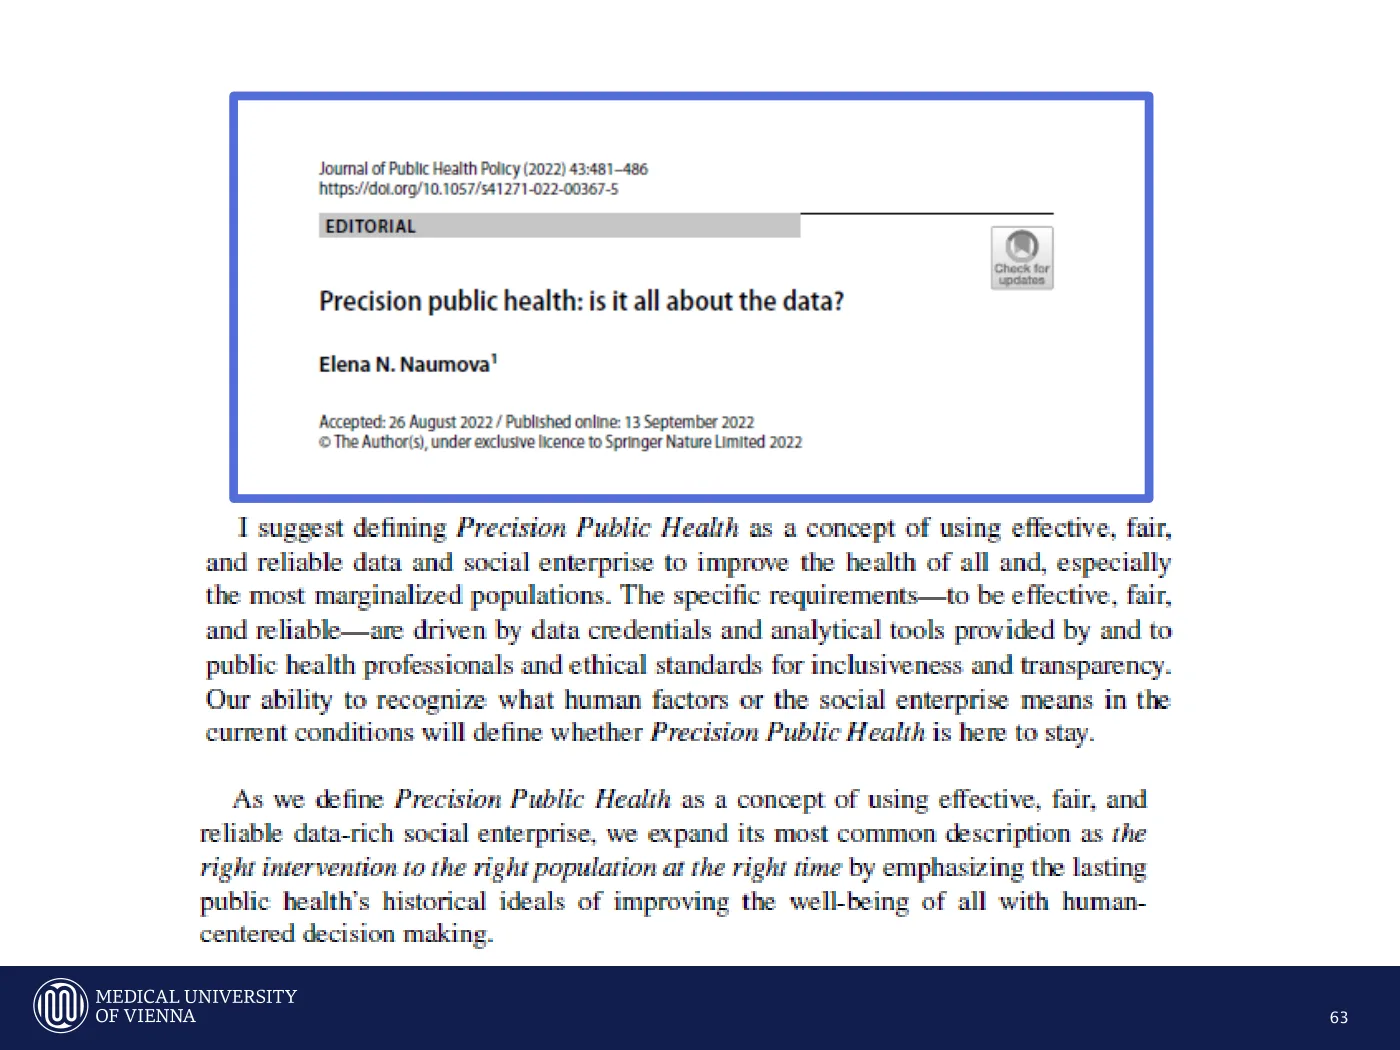 Journal of Public Health Policy (2022) 43:481–486
https://doi.org/10.1057/s41271-022-00367-5
EDITORIAL
Check for
updates
Precision public health: is it all about the data?
Elena N. Naumova¹
Accepted: 26 August 2022 / Published online: 13 September 2022
© The Author(s), under exclusive licence to Springer Nature Limited 2022
I suggest defining Precision Public Health as a concept of using effective, fair,
and reliable data and social enterprise to improve the health of all and, especially
the most marginalized populations. The specific requirements—to be effective, fair,
and reliable—are driven by data credentials and analytical tools provided by and to
public health professionals and ethical standards for inclusiveness and transparency.
Our ability to recognize what human factors or the social enterprise means in the
current conditions will define whether Precision Public Health is here to stay.
As we define Precision Public Health as a concept of using effective, fair, and
reliable data-rich social enterprise, we expand its most common description as the
right intervention to the right population at the right time by emphasizing the lasting
public health's historical ideals of improving the well-being of all with human-
centered decision making.
MEDICAL UNIVERSITY
OF VIENNA
63